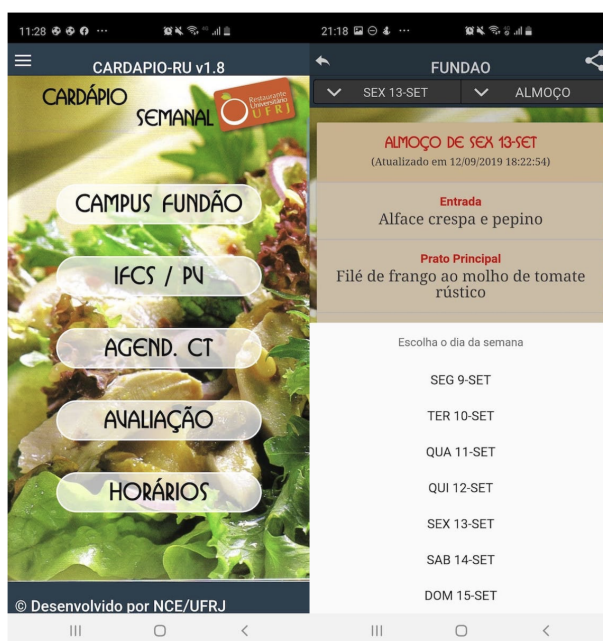 11:28
CARDAPIO-RU v1.8
CARDÁPIO
SEMANAL
Restaurante
Universitário
UFRJ
CAMPUS FUNDÃO
IFCS / PV
AGEND. CT
AVALIAÇÃO
HORÁRIOS
© Desenvolvido por NCE/UFRJ
21:18
FUNDAO
SEX 13-SET
ALMOÇO
ALMOÇO DE SEX 13-SET
(Atualizado em 12/09/2019 18:22:54)
Entrada
Alface crespa e pepino
Prato Principal
Filé de frango ao molho de tomate
rústico
Escolha o dia da semana
SEG 9-SET
TER 10-SET
QUA 11-SET
QUI 12-SET
SEX 13-SET
SAB 14-SET
DOM 15-SET